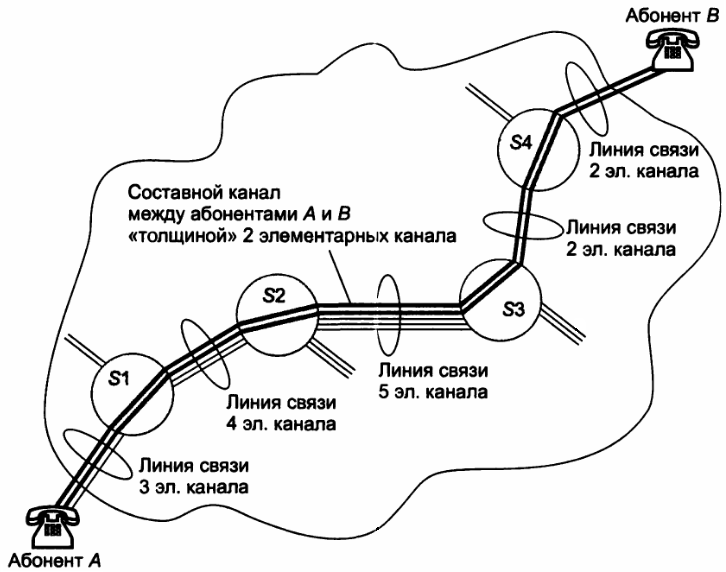 Абонент B
S4
Линия связи
2 эл. канала
Составной канал
между абонентами A и B
«толщиной» 2 элементарных канала
Линия связи
2 эл. канала
S2
S3
S1
Линия связи
5 эл. канала
Линия связи
4 эл. канала
Линия связи
3 эл. канала
Абонент A